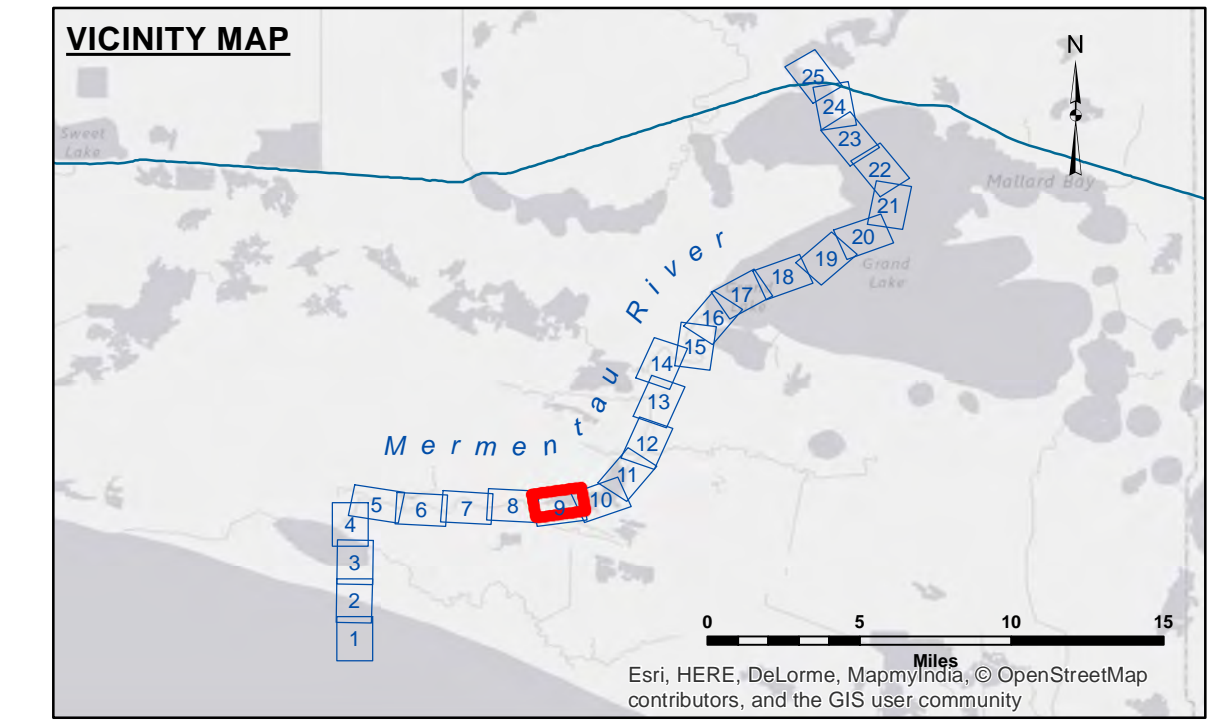 VICINITY MAP
N
25
24
Sweet
Lake
23
22
Mallard Bay
21
20
19
Grand
Lake
18
17
16
15
14
13
Mermentau River
12
11
10
9
8
7
6
5
4
3
2
1
0 5 10 15
Miles
Esri, HERE, DeLorme, MapmyIndia, © OpenStreetMap
contributors, and the GIS user community